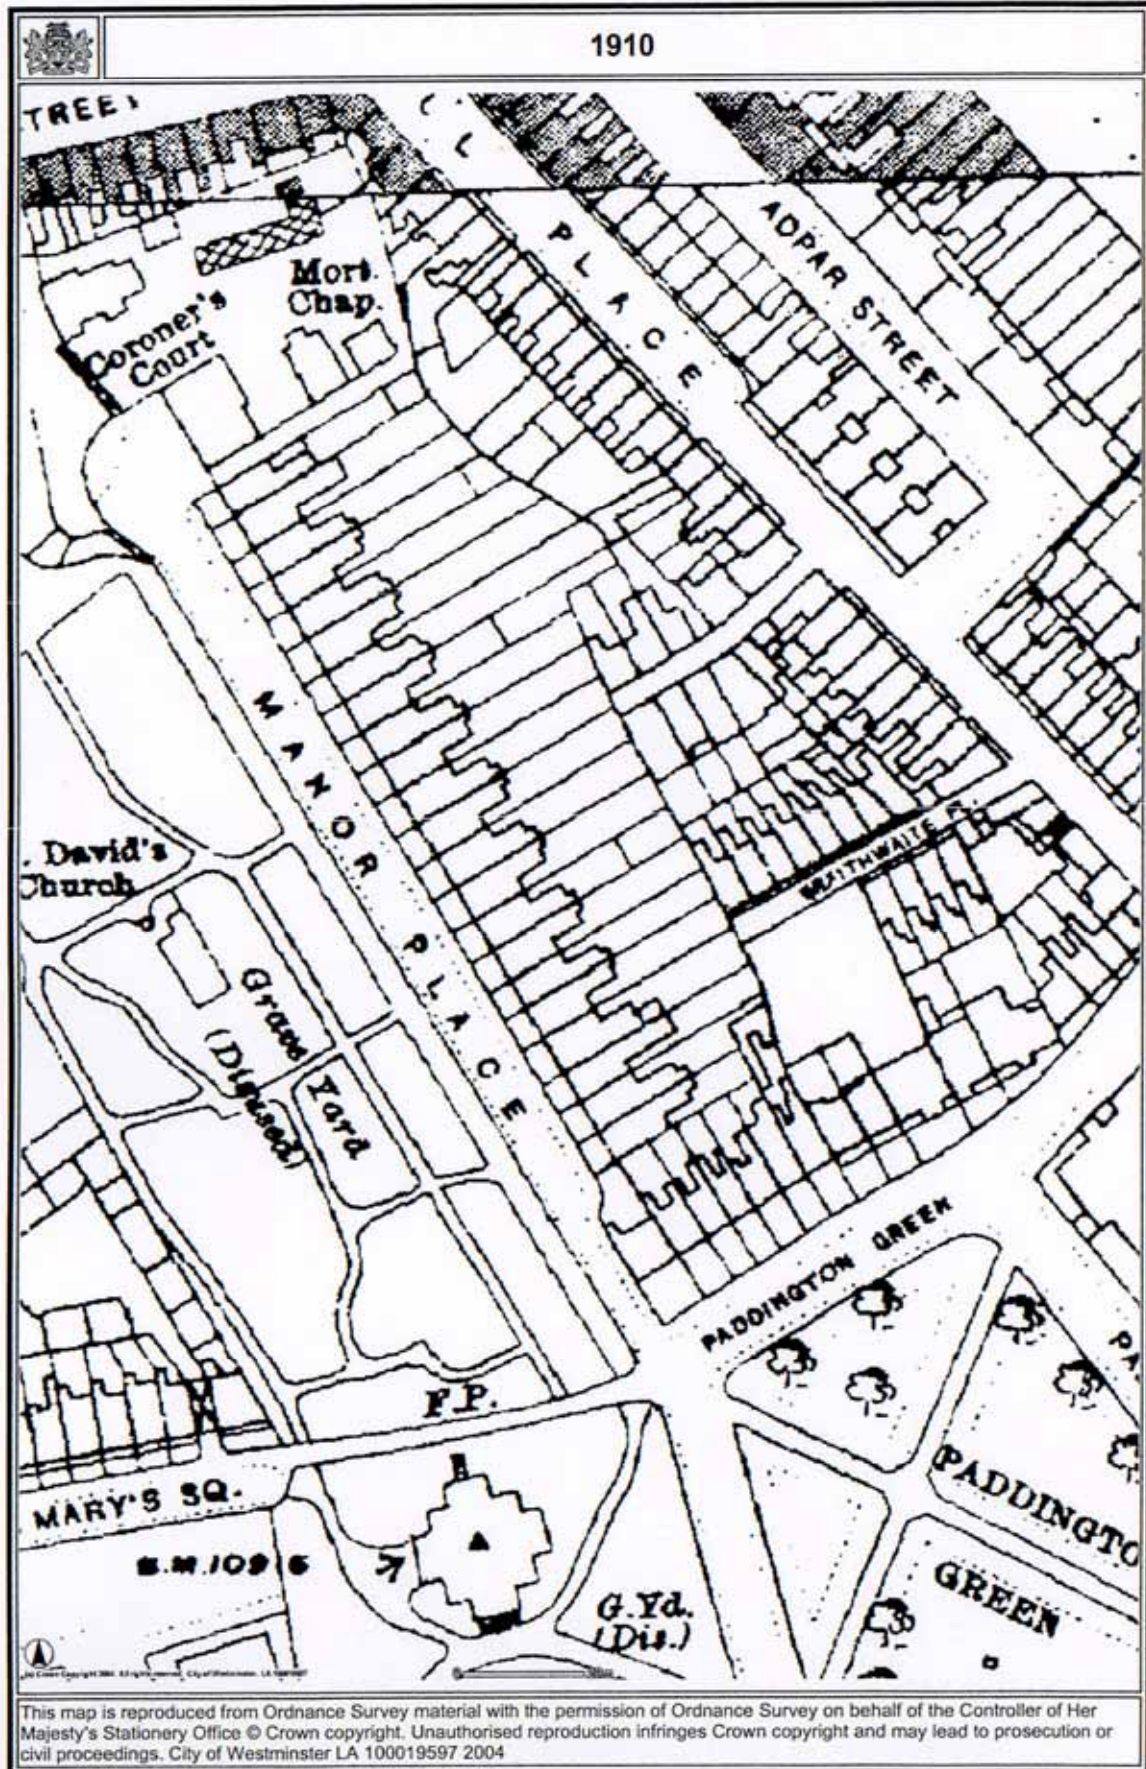 1910
TREET
PLACE
ADPAR STREET
Mort.
Chap.
Coroner's
Court
MANOR PLACE
. David's
Church
Grave Yard
(Disused)
PADDINGTON GREEN
F.P.
MARY'S SQ.
PADDINGTO
GREEN
G.Yd.
(Dis.)
This map is reproduced from Ordnance Survey material with the permission of Ordnance Survey on behalf of the Controller of Her
Majesty's Stationery Office © Crown copyright. Unauthorised reproduction infringes Crown copyright and may lead to prosecution or
civil proceedings. City of Westminster LA 100019597 2004